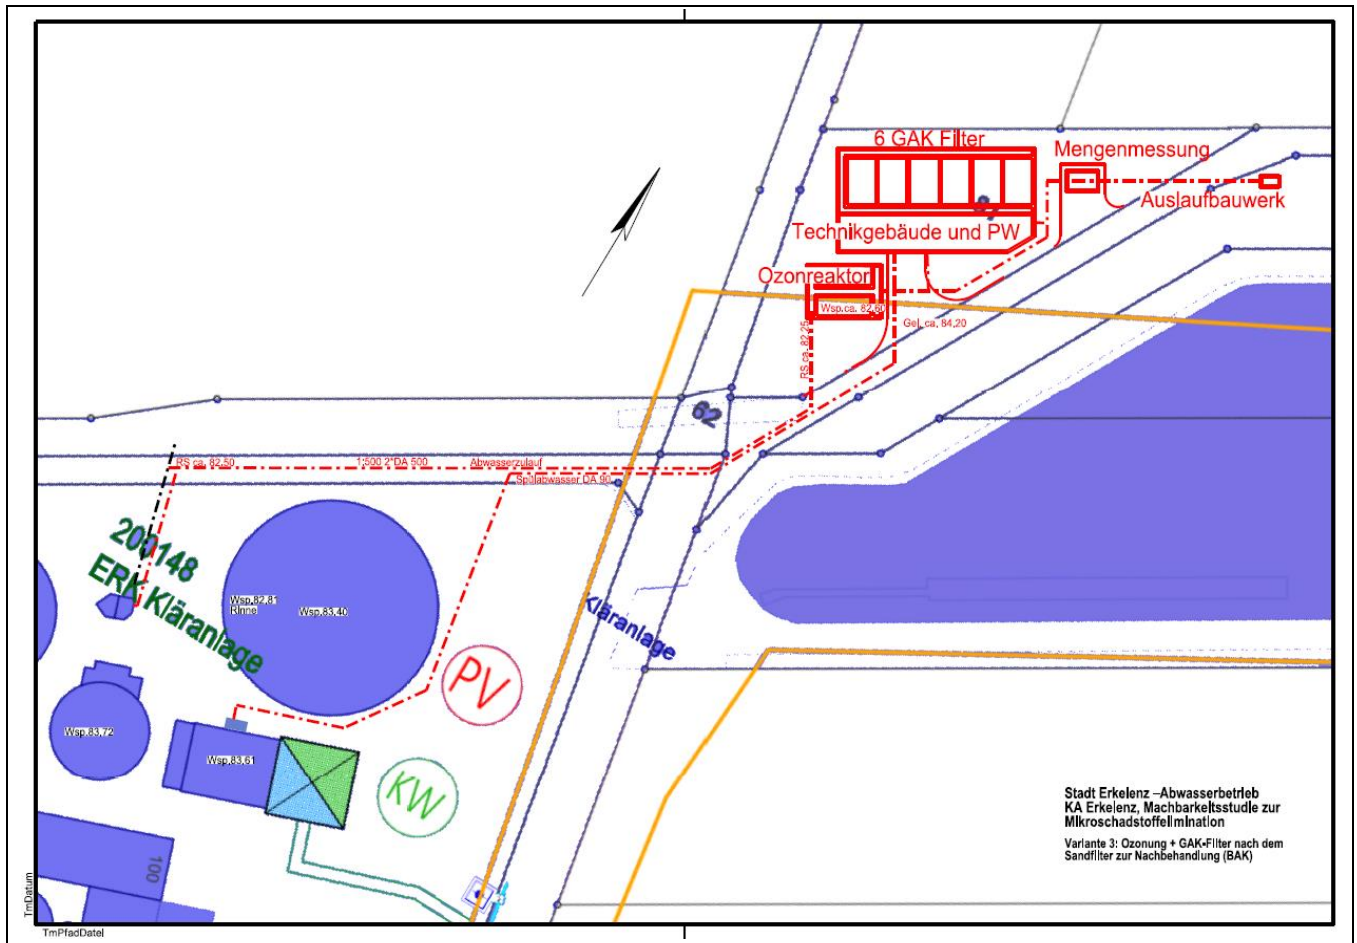 6 GAK Filter
Mengenmessung
Auslaufbauwerk
Technikgebäude und PW
Ozonreaktor
Wsp.ca. 82,60
Gel. ca. 84,20
RS ca. 82,25
62
RS ca. 82,50
1:500 2*DA 500
Abwasserzulauf
Spülabwasser DA 90
200148
ERK Kläranlage
Wsp.82,81
Rinne
Wsp.83,40
Kläranlage
PV
Wsp.83,72
Wsp.83,61
KW
100
Stadt Erkelenz –Abwasserbetrieb
KA Erkelenz, Machbarkeitsstudie zur
Mikroschadstoffelimination
Variante 3: Ozonung + GAK-Filter nach dem
Sandfilter zur Nachbehandlung (BAK)
TmDatum
TmPfadDatei